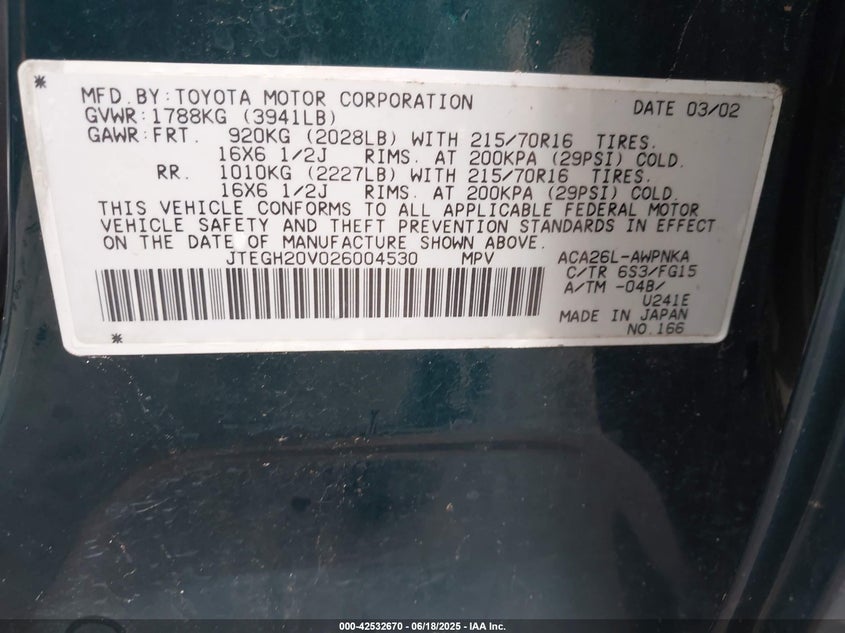 MFD. BY: TOYOTA MOTOR CORPORATION DATE 03/02
GVWR: 1788KG (3941LB)
GAWR: FRT. 920KG (2028LB) WITH 215/70R16 TIRES.
16X6 1/2J RIMS. AT 200KPA (29PSI) COLD.
RR. 1010KG (2227LB) WITH 215/70R16 TIRES.
16X6 1/2J RIMS. AT 200KPA (29PSI) COLD.
THIS VEHICLE CONFORMS TO ALL APPLICABLE FEDERAL MOTOR
VEHICLE SAFETY AND THEFT PREVENTION STANDARDS IN EFFECT
ON THE DATE OF MANUFACTURE SHOWN ABOVE.
JTEGH20V026004530 MPV ACA26L-AWPNKA
C/TR 6S3/FG15
A/TM -04B/
U241E
MADE IN JAPAN
NO.166
000-42532670 - 06/18/2025 - IAA Inc.